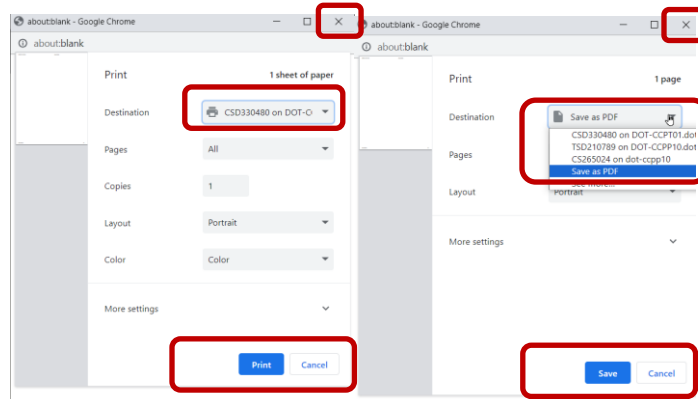 about:blank - Google Chrome
about:blank
Print 1 sheet of paper
Destination CSD330480 on DOT-C
Pages All
Copies 1
Layout Portrait
Color Color
More settings
Print Cancel
about:blank - Google Chrome
about:blank
Print 1 page
Destination Save as PDF
CSD330480 on DOT-CCPT01.dot
TSD210789 on DOT-CCPP10.dot
Pages
CS265024 on dot-ccpp10
Save as PDF
See more...
Layout Portrait
More settings
Save Cancel